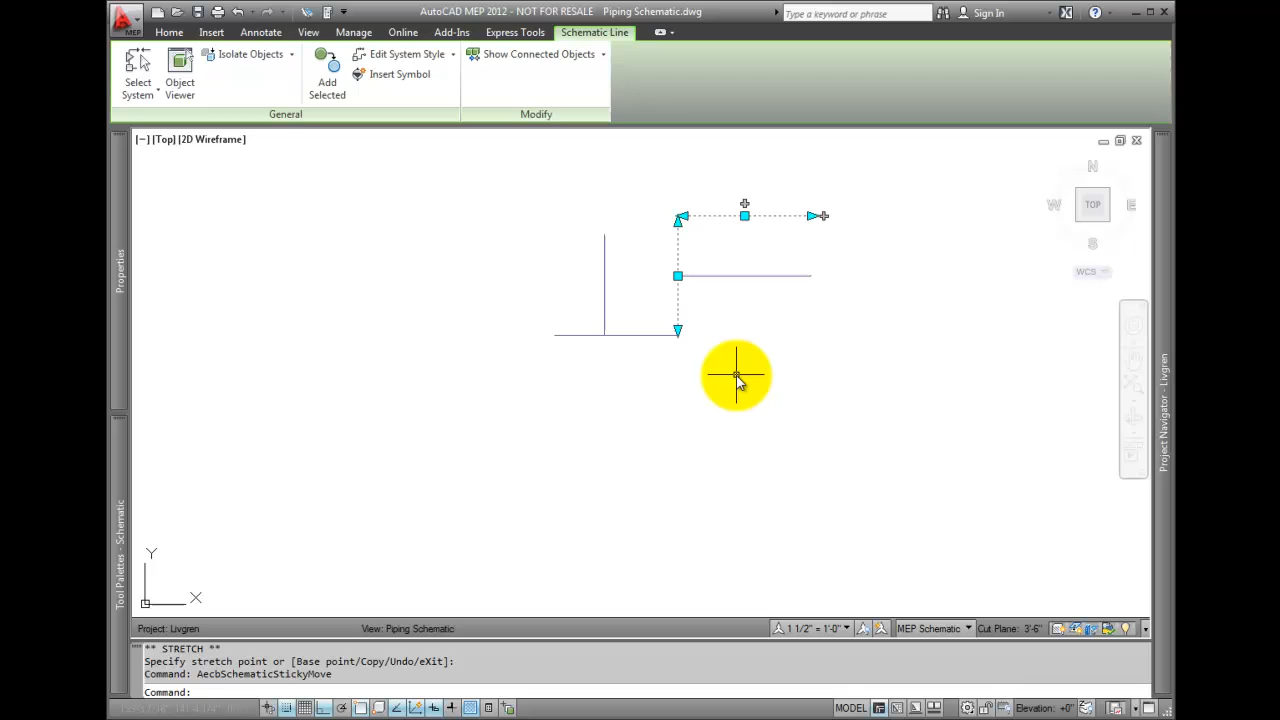 AutoCAD MEP 2012 - NOT FOR RESALE Piping Schematic.dwg
Type a keyword or phrase
Sign In
MEP
Home Insert Annotate View Manage Online Add-Ins Express Tools Schematic Line
Select System
Object Viewer
Isolate Objects
Add Selected
Edit System Style
Insert Symbol
Show Connected Objects
General
Modify
[−] [Top] [2D Wireframe]
N
W TOP E
S
WCS
Properties
Tool Palettes - Schematic
Project Navigator - Livgren
Y
X
Project: Livgren
View: Piping Schematic
1 1/2" = 1'-0"
MEP Schematic
Cut Plane: 3'-6"
** STRETCH **
Specify stretch point or [Base point/Copy/Undo/eXit]:
Command: AecbSchematicStickyMove
Command:
MODEL
Elevation: +0"